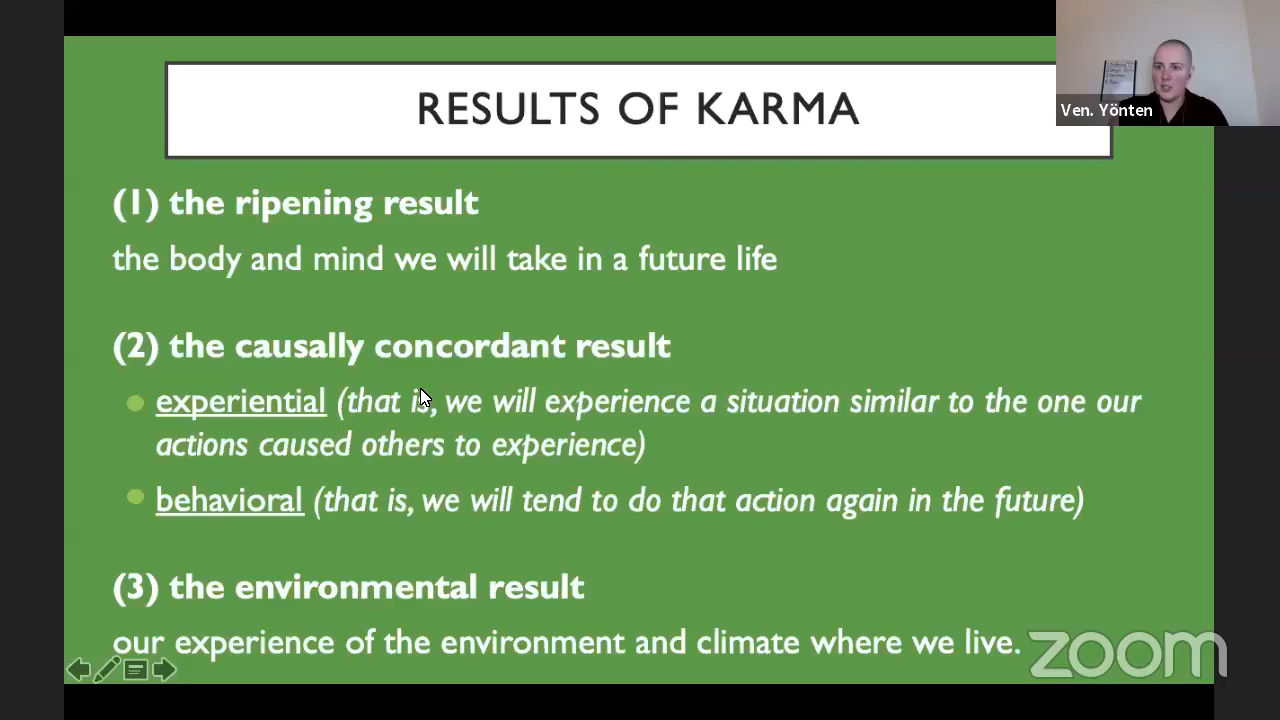 RESULTS OF KARMA
Ven. Yönten
(1) the ripening result
the body and mind we will take in a future life
(2) the causally concordant result
experiential (that is, we will experience a situation similar to the one our
actions caused others to experience)
behavioral (that is, we will tend to do that action again in the future)
(3) the environmental result
our experience of the environment and climate where we live.
zoom